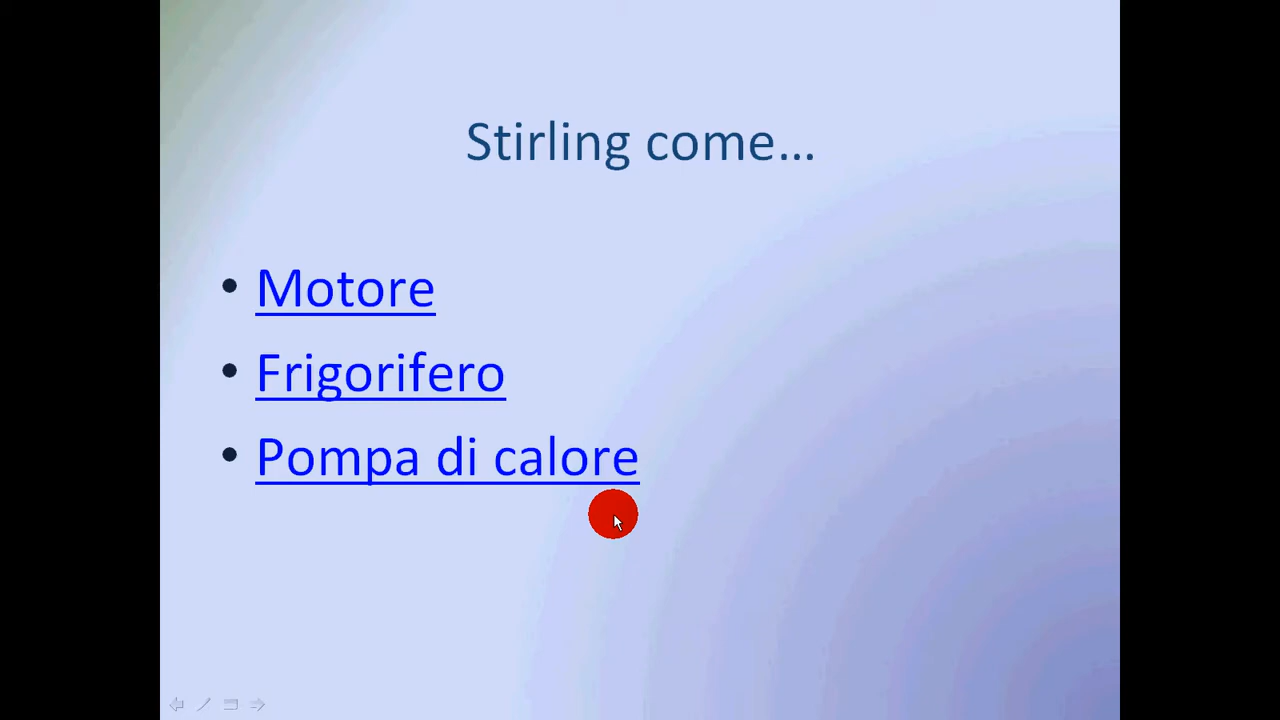 Stirling come...
• Motore
• Frigorifero
• Pompa di calore